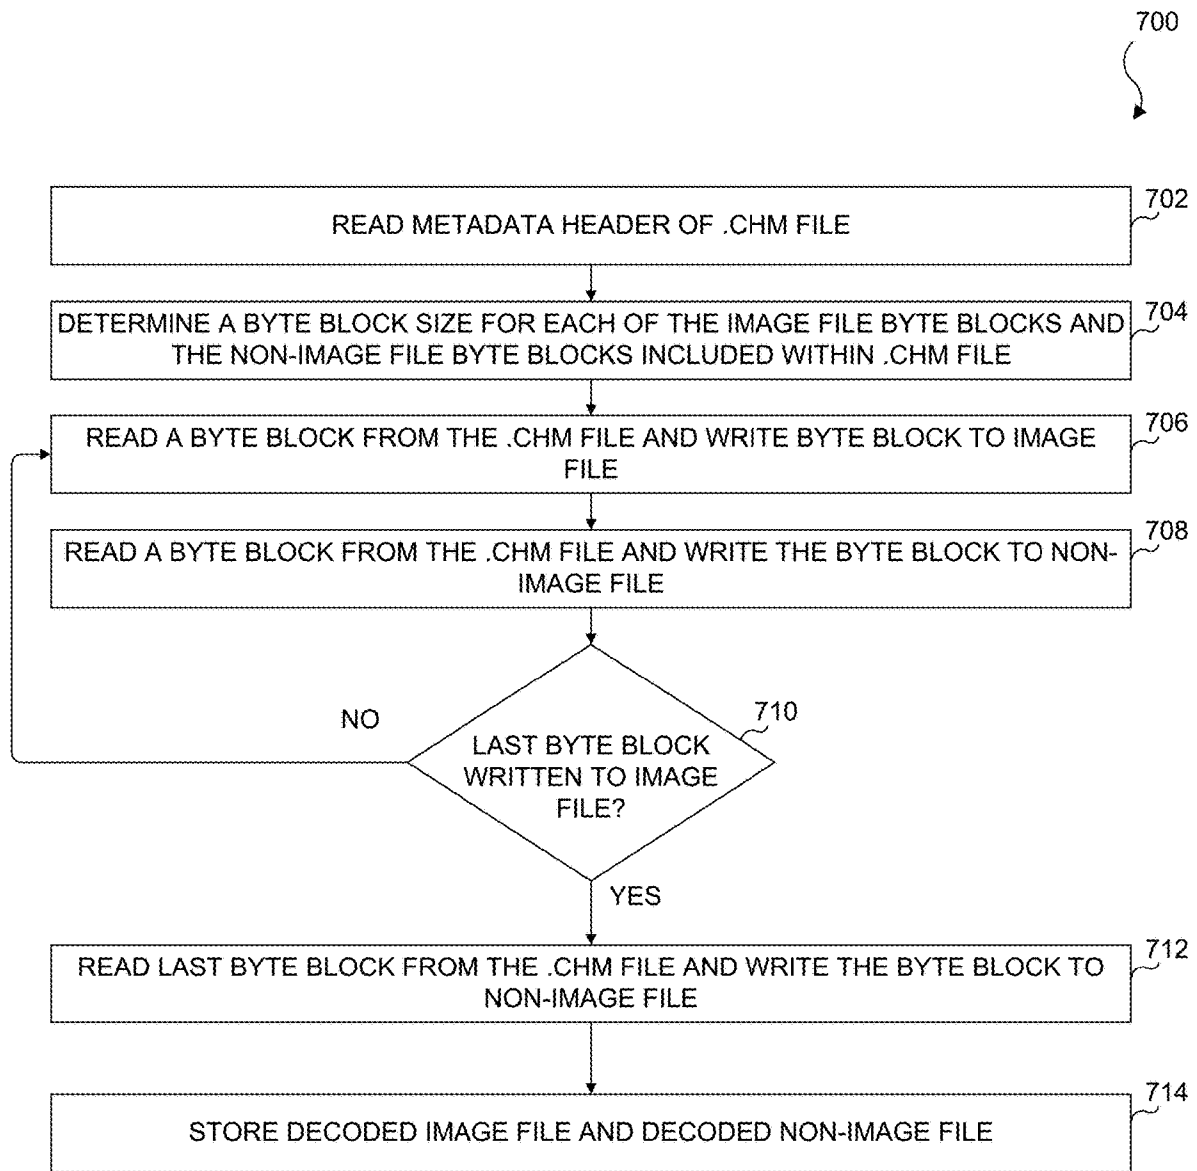 700
READ METADATA HEADER OF .CHM FILE
702
DETERMINE A BYTE BLOCK SIZE FOR EACH OF THE IMAGE FILE BYTE BLOCKS AND
THE NON-IMAGE FILE BYTE BLOCKS INCLUDED WITHIN .CHM FILE
704
READ A BYTE BLOCK FROM THE .CHM FILE AND WRITE BYTE BLOCK TO IMAGE
FILE
706
READ A BYTE BLOCK FROM THE .CHM FILE AND WRITE THE BYTE BLOCK TO NON-
IMAGE FILE
708
NO
710
LAST BYTE BLOCK
WRITTEN TO IMAGE
FILE?
YES
READ LAST BYTE BLOCK FROM THE .CHM FILE AND WRITE THE BYTE BLOCK TO
NON-IMAGE FILE
712
STORE DECODED IMAGE FILE AND DECODED NON-IMAGE FILE
714